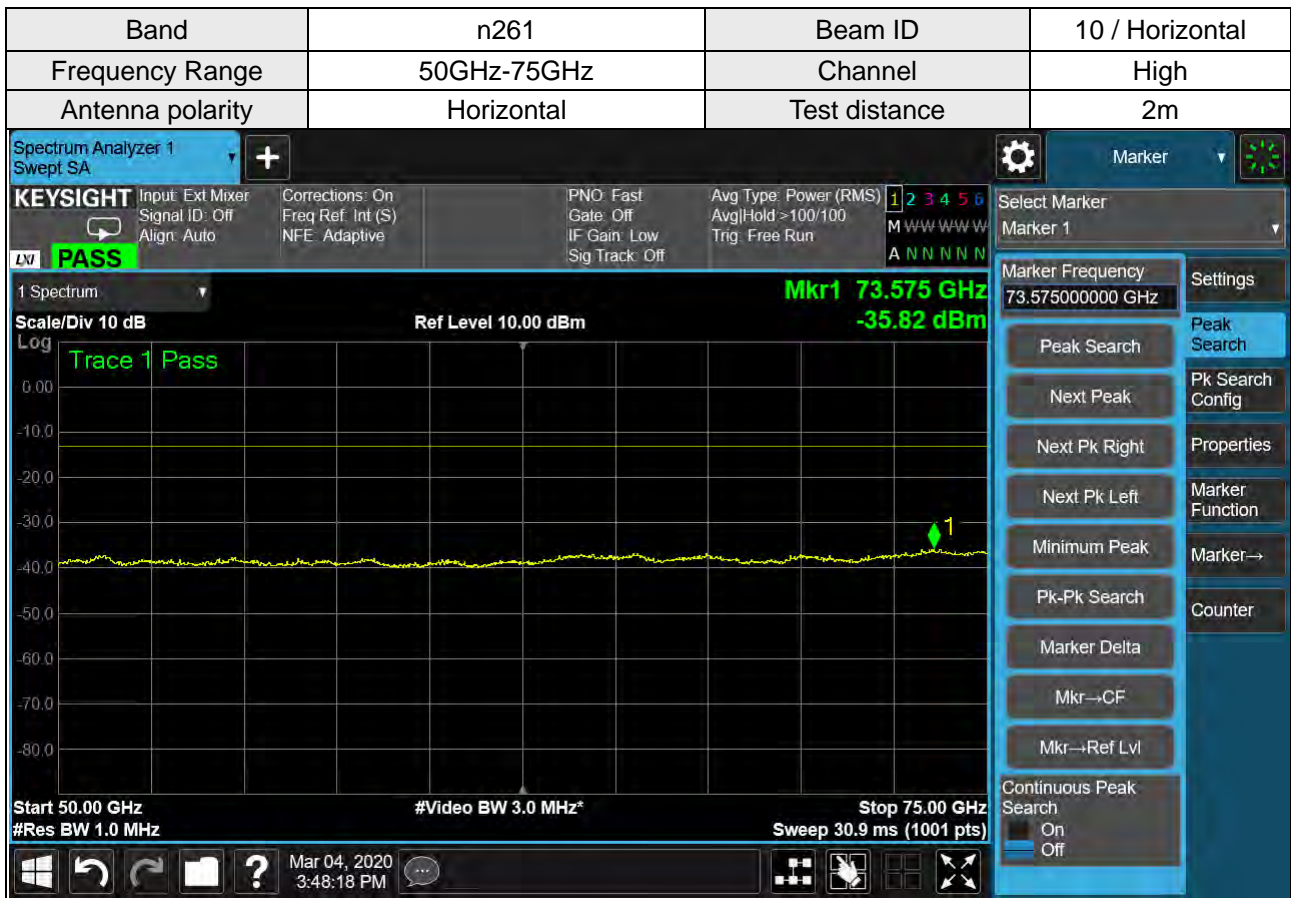 Band n261 Beam ID 10 / Horizontal
Frequency Range 50GHz-75GHz Channel High
Antenna polarity Horizontal Test distance 2m
Spectrum Analyzer 1
Swept SA
+
Marker
KEYSIGHT Input: Ext Mixer Corrections: On PNO: Fast Avg Type: Power (RMS) 1 2 3 4 5 6
Signal ID: Off Freq Ref: Int (S) Gate: Off Avg|Hold >100/100 M W W W W W
Align: Auto NFE: Adaptive IF Gain: Low Trig: Free Run
LXI PASS Sig Track: Off A N N N N N
Select Marker
Marker 1
1 Spectrum Mkr1 73.575 GHz
Scale/Div 10 dB Ref Level 10.00 dBm -35.82 dBm
Log
Trace 1 Pass
0.00
-10.0
-20.0
-30.0
1
-40.0
-50.0
-60.0
-70.0
-80.0
Start 50.00 GHz #Video BW 3.0 MHz* Stop 75.00 GHz
#Res BW 1.0 MHz Sweep 30.9 ms (1001 pts)
Marker Frequency
73.575000000 GHz
Peak Search
Next Peak
Next Pk Right
Next Pk Left
Minimum Peak
Pk-Pk Search
Marker Delta
Mkr→CF
Mkr→Ref Lvl
Continuous Peak
Search
On
Off
Settings
Peak
Search
Pk Search
Config
Properties
Marker
Function
Marker→
Counter
?
Mar 04, 2020
3:48:18 PM